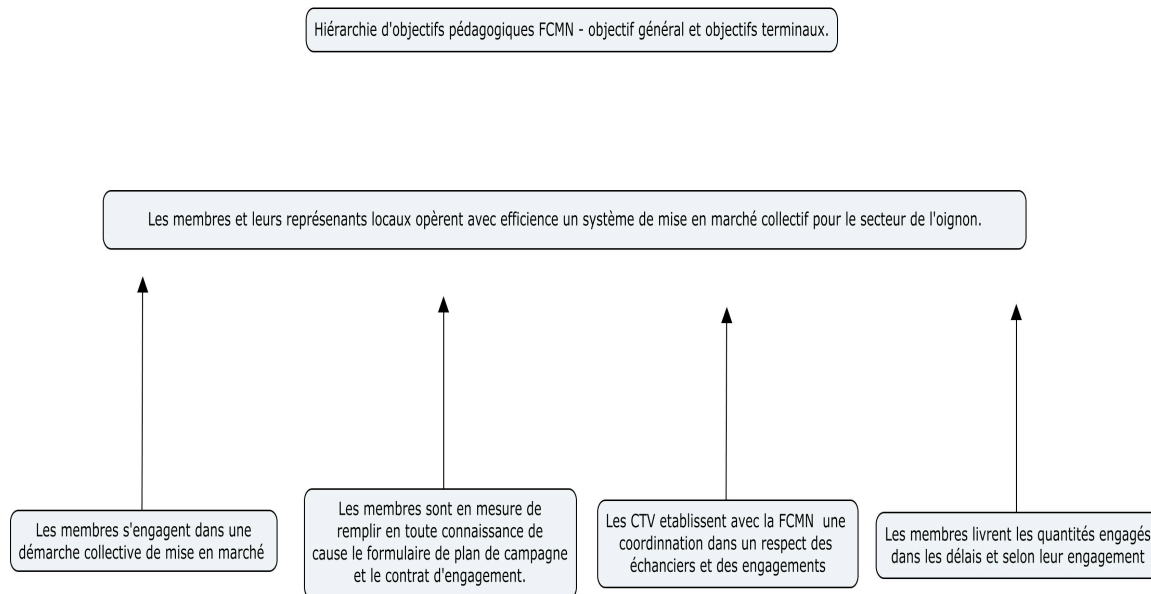 Hiérarchie d'objectifs pédagogiques FCMN - objectif général et objectifs terminaux.
Les membres et leurs représenants locaux opèrent avec efficience un système de mise en marché collectif pour le secteur de l'oignon.
Les membres s'engagent dans une
démarche collective de mise en marché
Les membres sont en mesure de
remplir en toute connaissance de
cause le formulaire de plan de campagne
et le contrat d'engagement.
Les CTV etablissent avec la FCMN une
coordinnation dans un respect des
échanciers et des engagements
Les membres livrent les quantités engagés
dans les délais et selon leur engagement